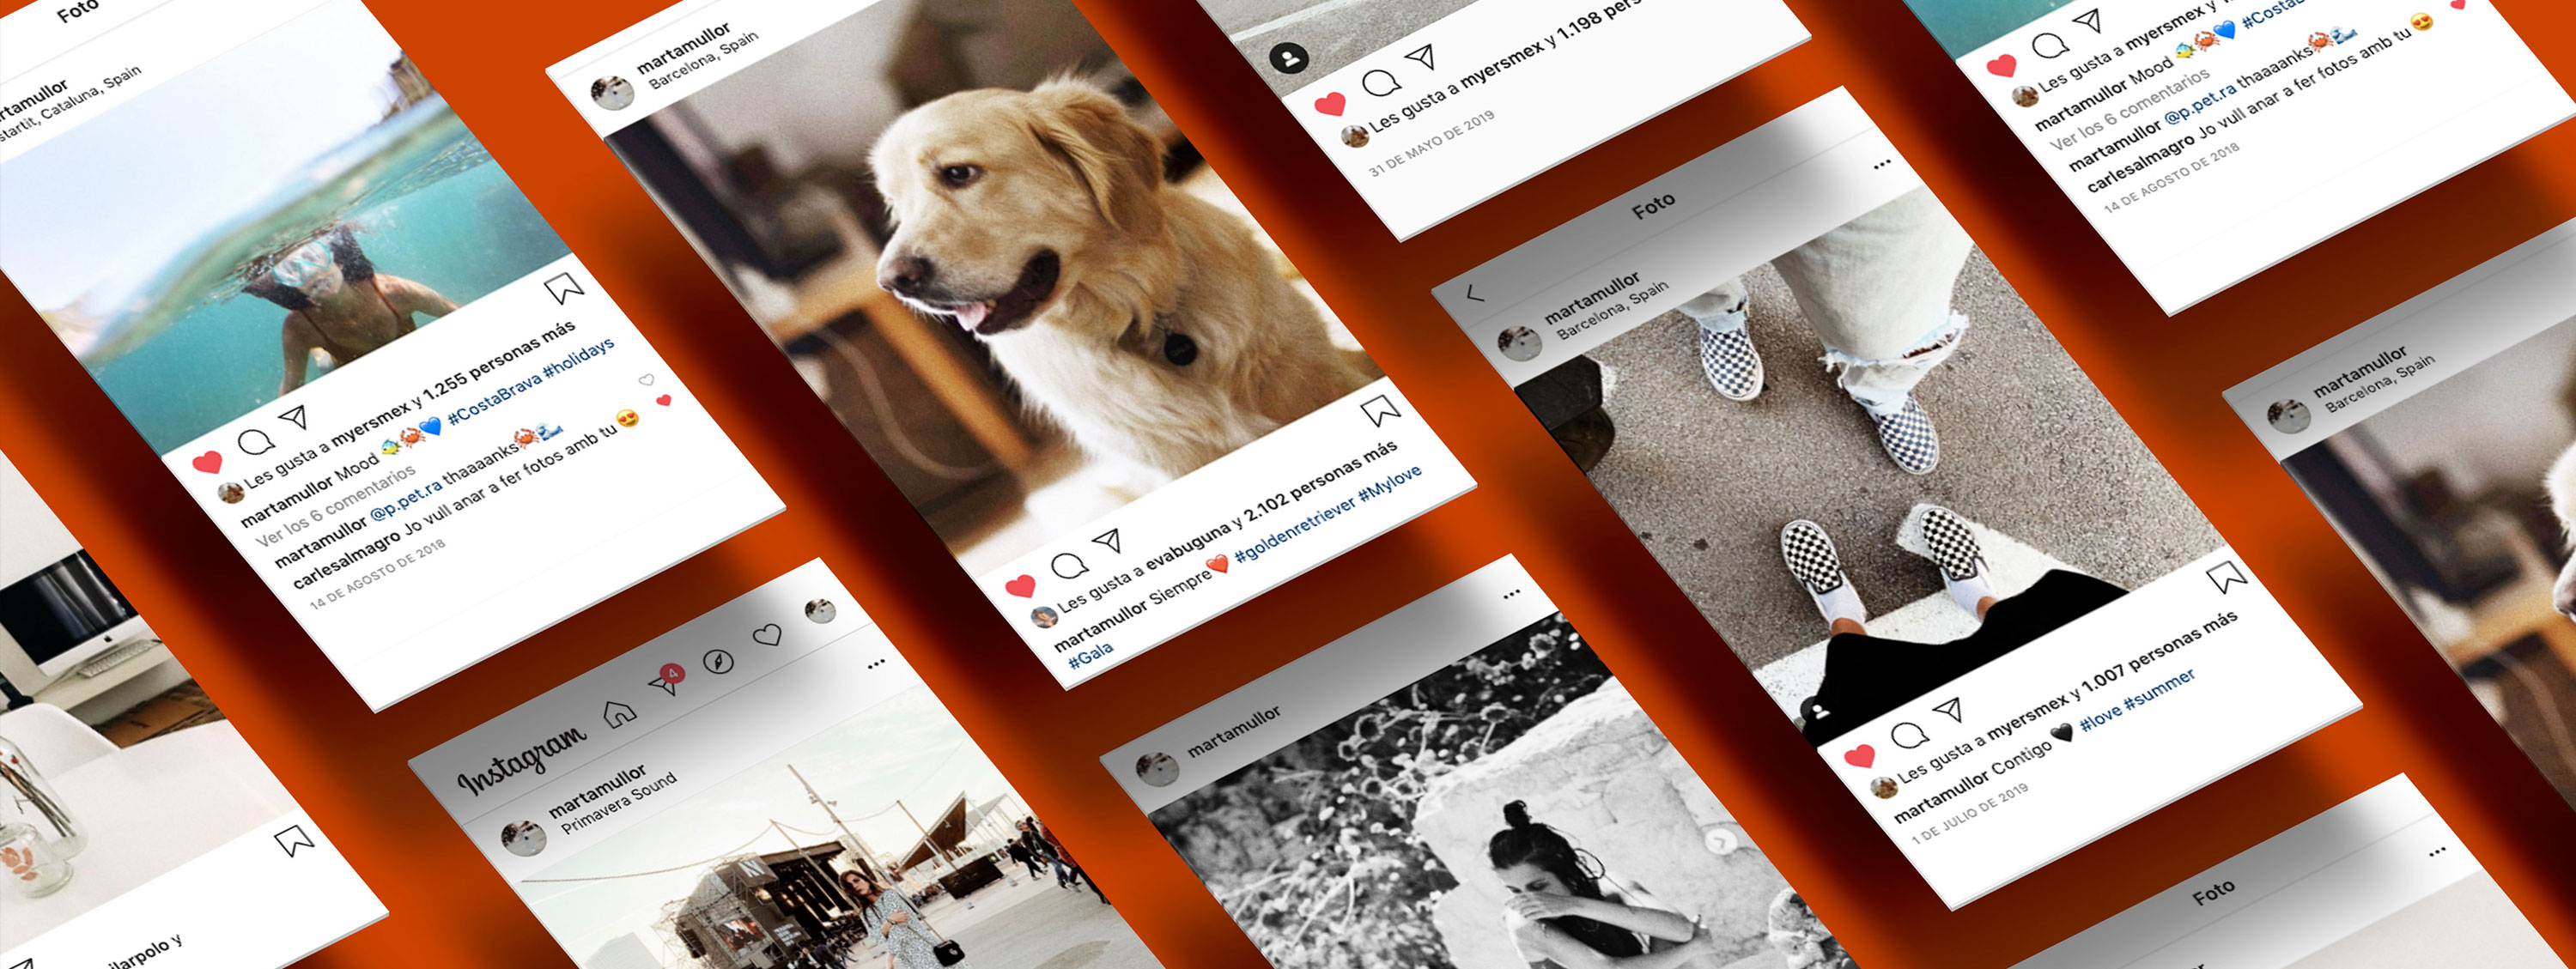 Foto
startit, Cataluna, Spain
Les gusta a myersmex y 1.255 personas más
martamullor Mood 🐠🦀💙 #CostaBrava #holidays
Ver los 6 comentarios
martamullor @p.pet.ra thaaaanks🦀🌊
carlesalmagro Jo vull anar a fer fotos amb tu 😍
14 DE AGOSTO DE 2018
martamullor
Barcelona, Spain
Les gusta a evabuguna y 2.102 personas más
martamullor Siempre❤️ #goldenretriever #Mylove
#Gala
Les gusta a myersmex y 1.198
31 DE MAYO DE 2019
Foto
martamullor
Barcelona, Spain
Les gusta a myersmex y 1.007 personas más
martamullor Contigo 🖤 #love #summer
1 DE JULIO DE 2019
Les gusta a myersmex y
martamullor Mood 🐠🦀💙
Ver los 6 comentarios
martamullor @p.pet.ra thaaaanks🦀🌊
carlesalmagro Jo vull anar a fer fotos amb tu 😍
14 DE AGOSTO DE 2018
martamullor
Barcelona, Spain
Instagram
4
martamullor
Primavera Sound
martamullor
Foto
ilarpolo y